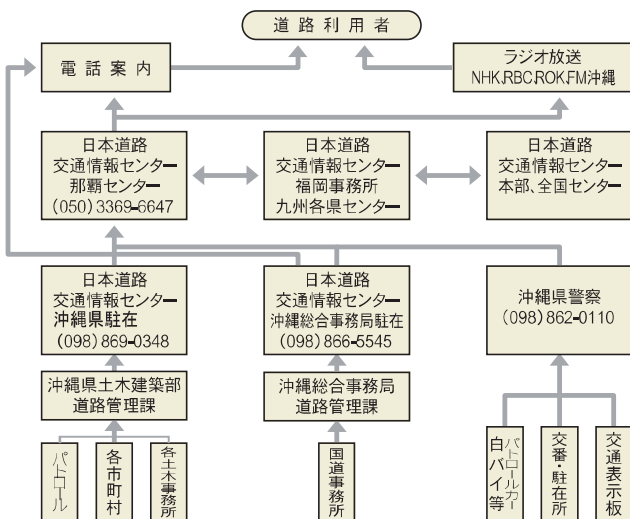 道路利用者
電話案内
ラジオ放送
NHK,RBC,ROK,FM沖縄
日本道路
交通情報センター
那覇センター
(050)3369-6647
日本道路
交通情報センター
福岡事務所
九州各県センター
日本道路
交通情報センター
本部、全国センター
日本道路
交通情報センター
沖縄県駐在
(098)869-0348
日本道路
交通情報センター
沖縄総合事務局駐在
(098)866-5545
沖縄県警察
(098)862-0110
沖縄県土木建築部
道路管理課
沖縄総合事務局
道路管理課
パトロール
各市町村
各土木事務所
国道事務所
パトロールカー
白バイ等
交番・駐在所
交通表示板